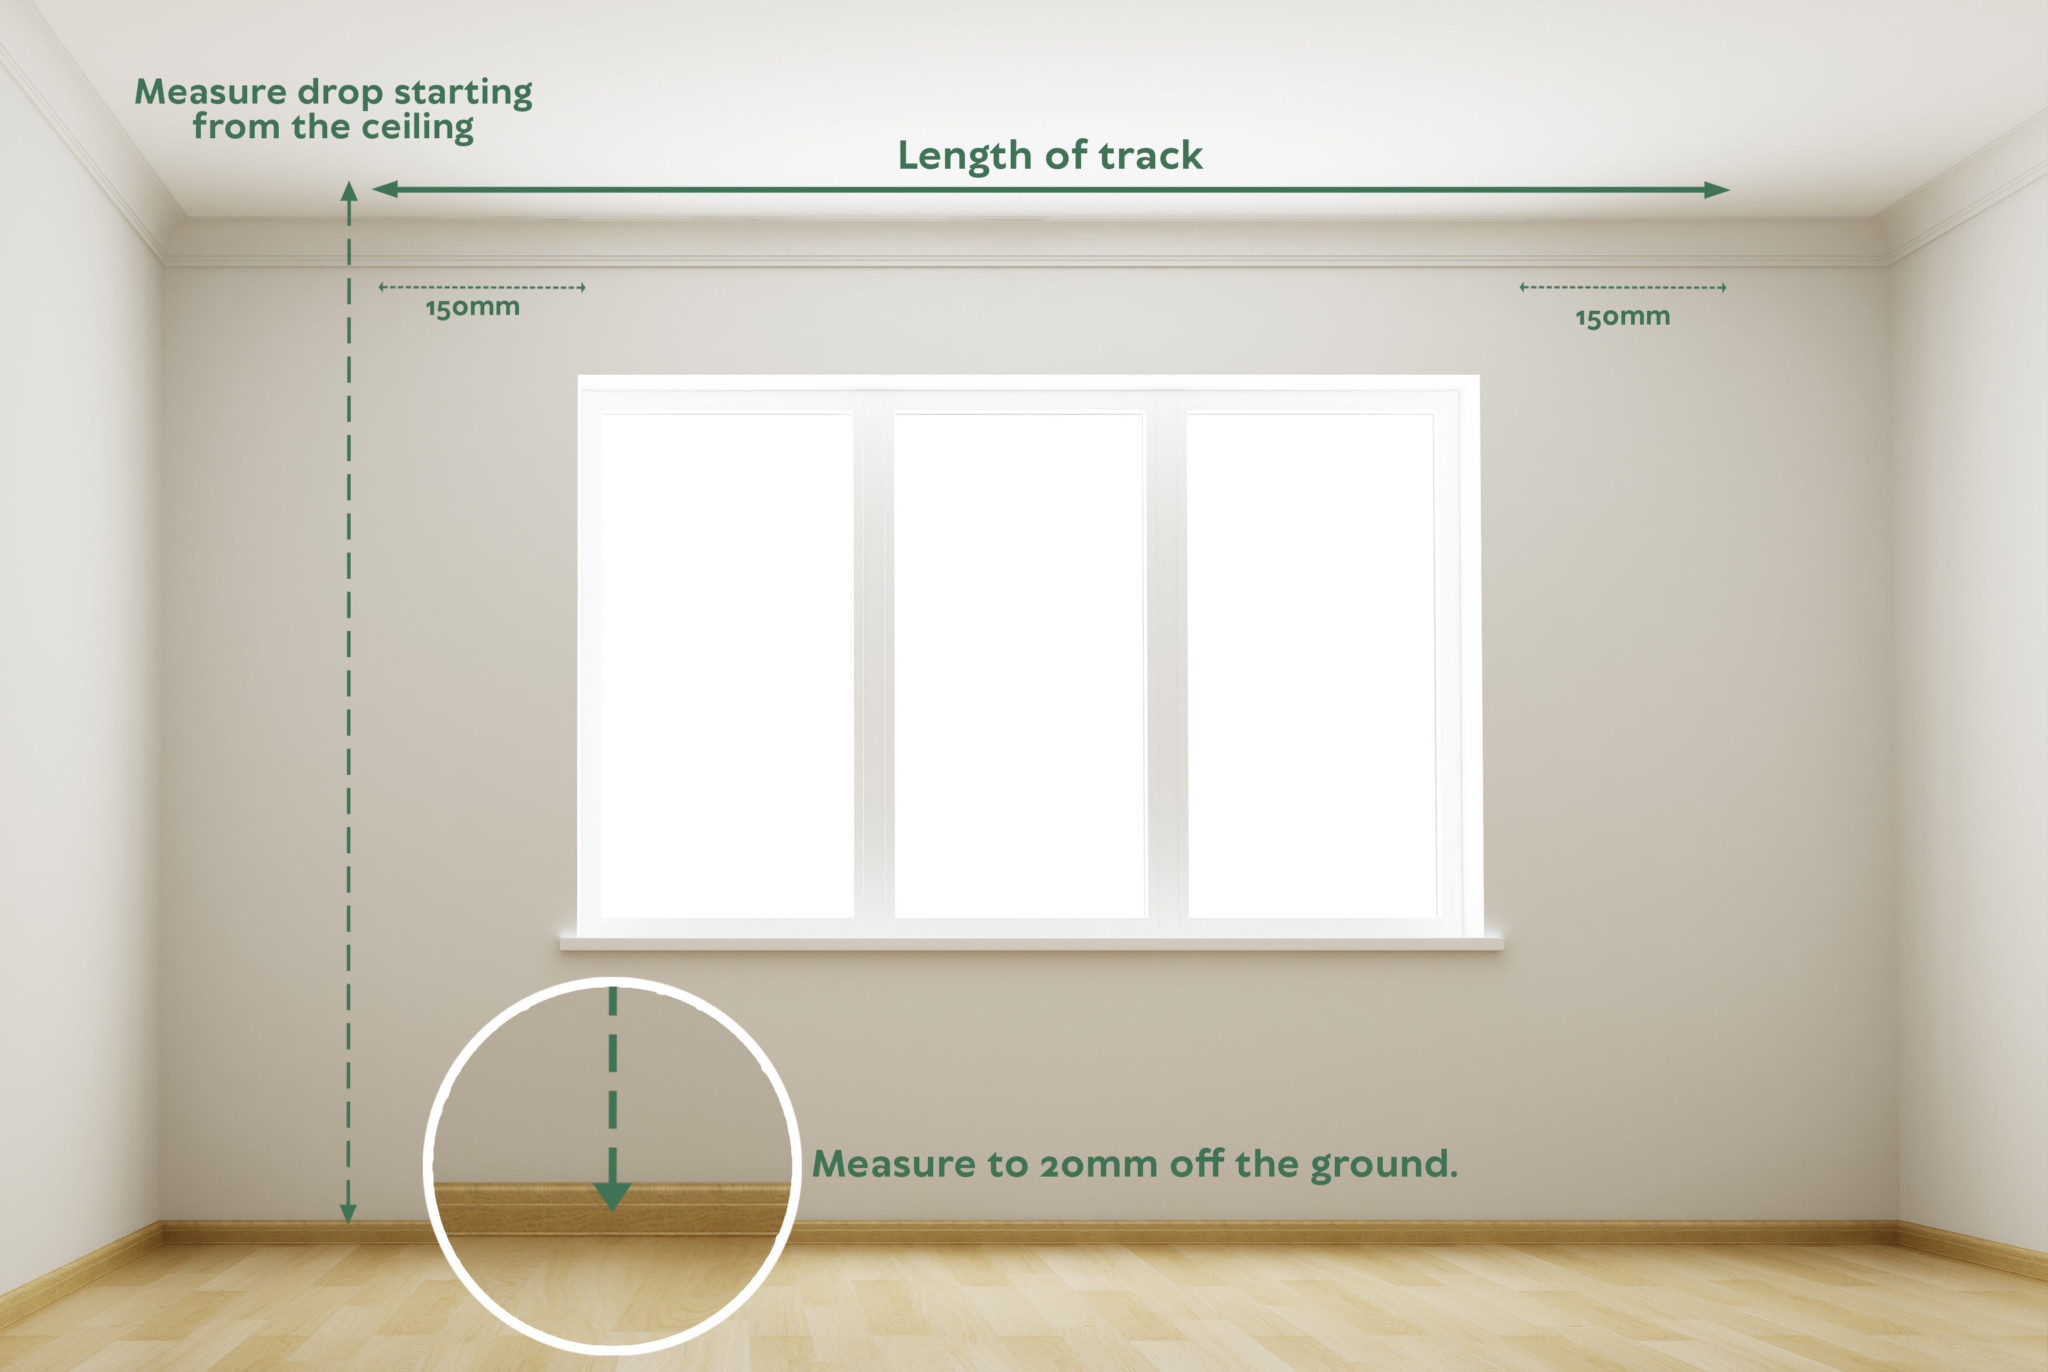 Measure drop starting
from the ceiling
Length of track
150mm
150mm
Measure to 20mm off the ground.